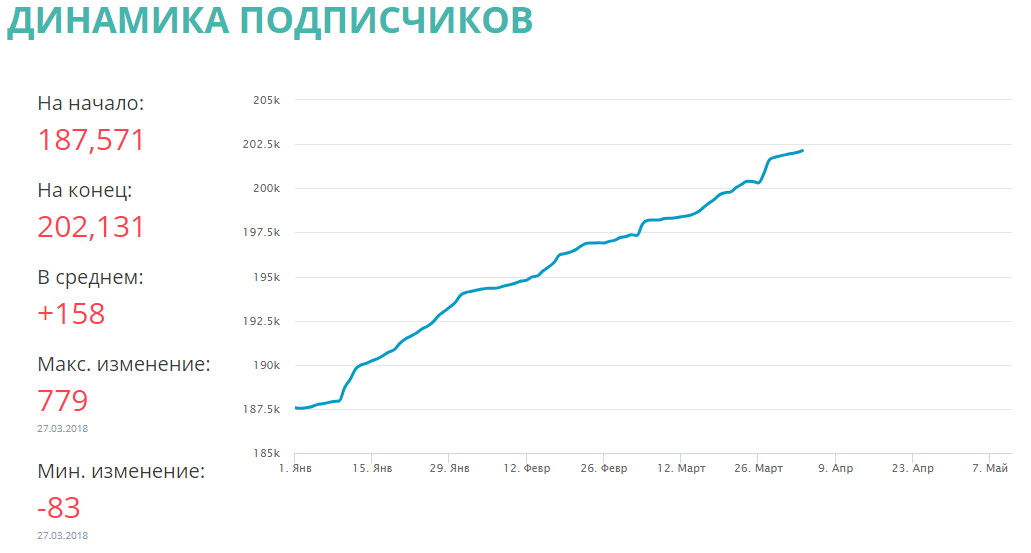 ДИНАМИКА ПОДПИСЧИКОВ
На начало:
187,571
На конец:
202,131
В среднем:
+158
Макс. изменение:
779
27.03.2018
Мин. изменение:
-83
27.03.2018
205k
202.5k
200k
197.5k
195k
192.5k
190k
187.5k
185k
1. Янв 15. Янв 29. Янв 12. Февр 26. Февр 12. Март 26. Март 9. Апр 23. Апр 7. Май